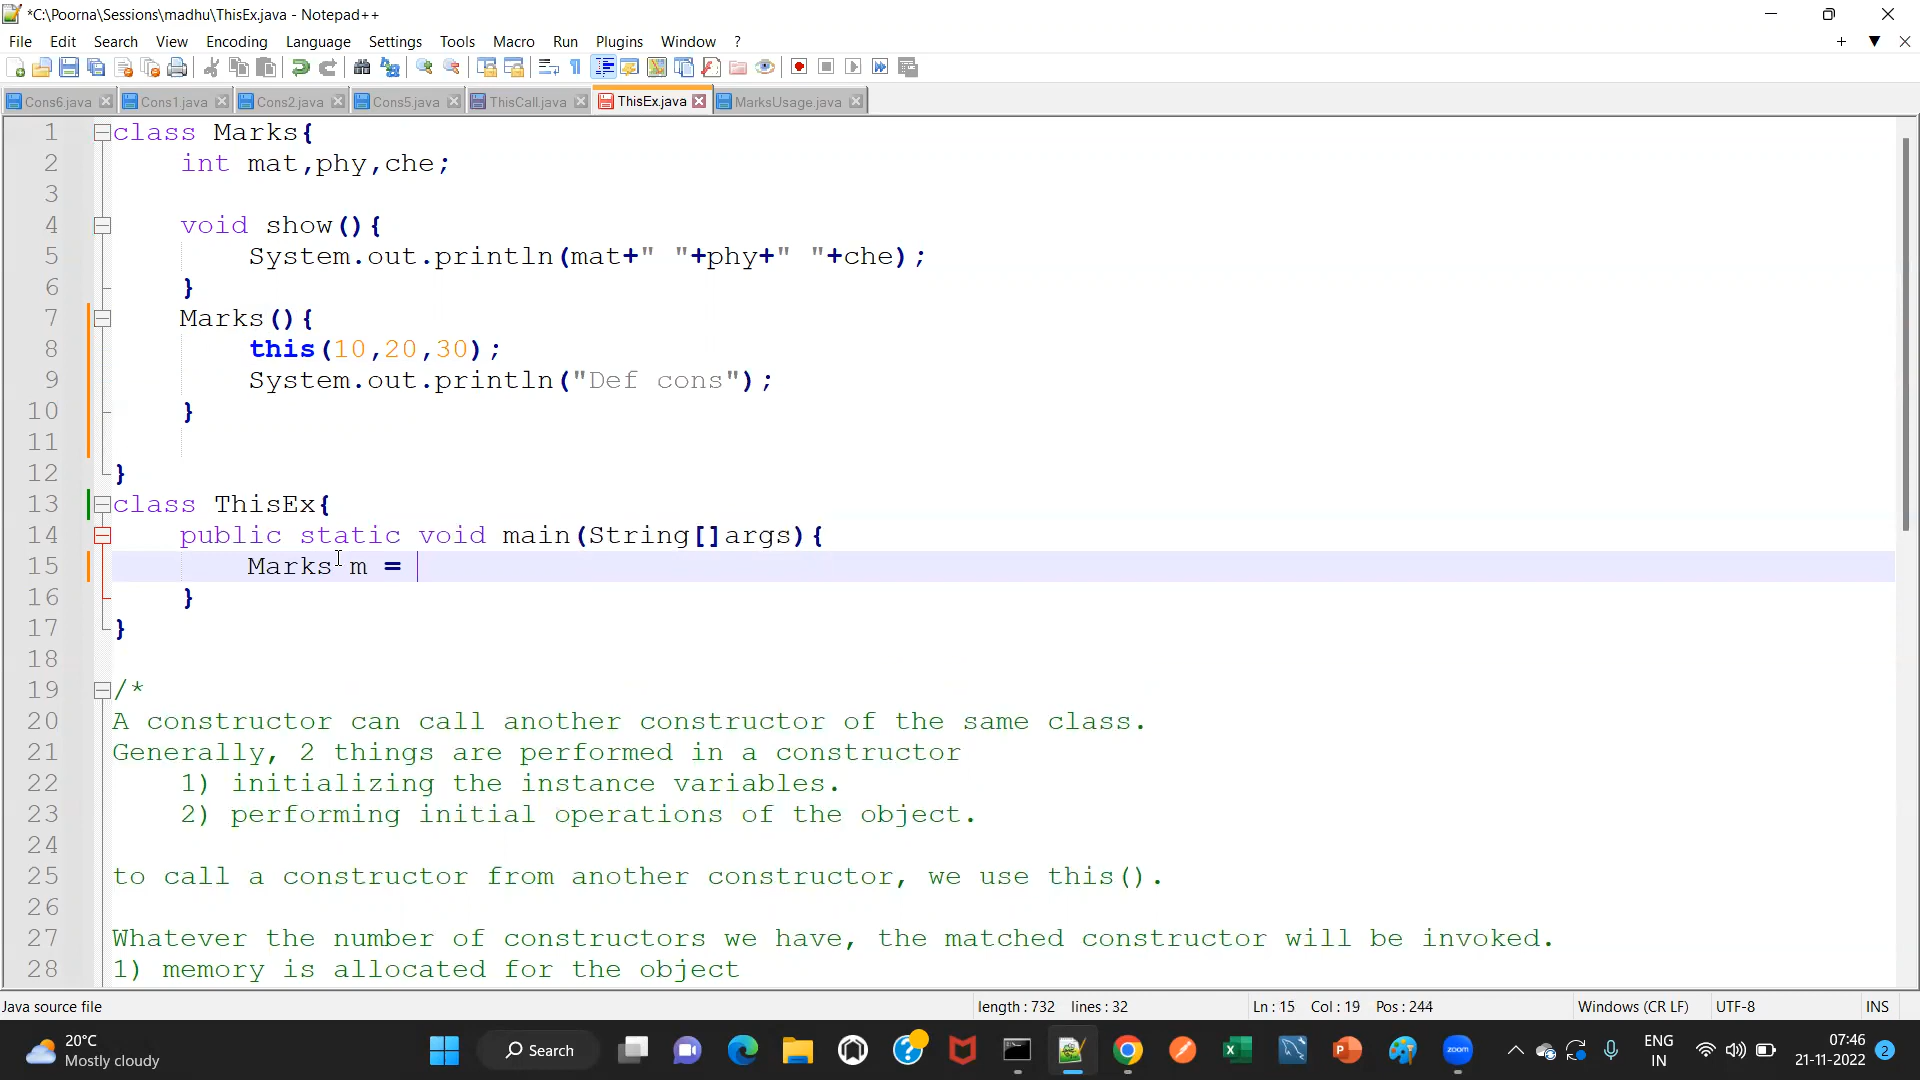 *C:\Poorna\Sessions\madhu\ThisEx.java - Notepad++
File Edit Search View Encoding Language Settings Tools Macro Run Plugins Window ?
Cons6.java Cons1.java Cons2.java Cons5.java ThisCall.java ThisEx.java MarksUsage.java
1 class Marks{
2 int mat,phy,che;
3
4 void show(){
5 System.out.println(mat+" "+phy+" "+che);
6 }
7 Marks(){
8 this(10,20,30);
9 System.out.println("Def cons");
10 }
11
12 }
13 class ThisEx{
14 public static void main(String[]args){
15 Marks m =
16 }
17 }
18
19 /*
20 A constructor can call another constructor of the same class.
21 Generally, 2 things are performed in a constructor
22 1) initializing the instance variables.
23 2) performing initial operations of the object.
24
25 to call a constructor from another constructor, we use this().
26
27 Whatever the number of constructors we have, the matched constructor will be invoked.
28 1) memory is allocated for the object
Java source file length : 732 lines : 32 Ln : 15 Col : 19 Pos : 244 Windows (CR LF) UTF-8 INS
20°C
Mostly cloudy
Search
zoom
ENG
IN
07:46
21-11-2022
2